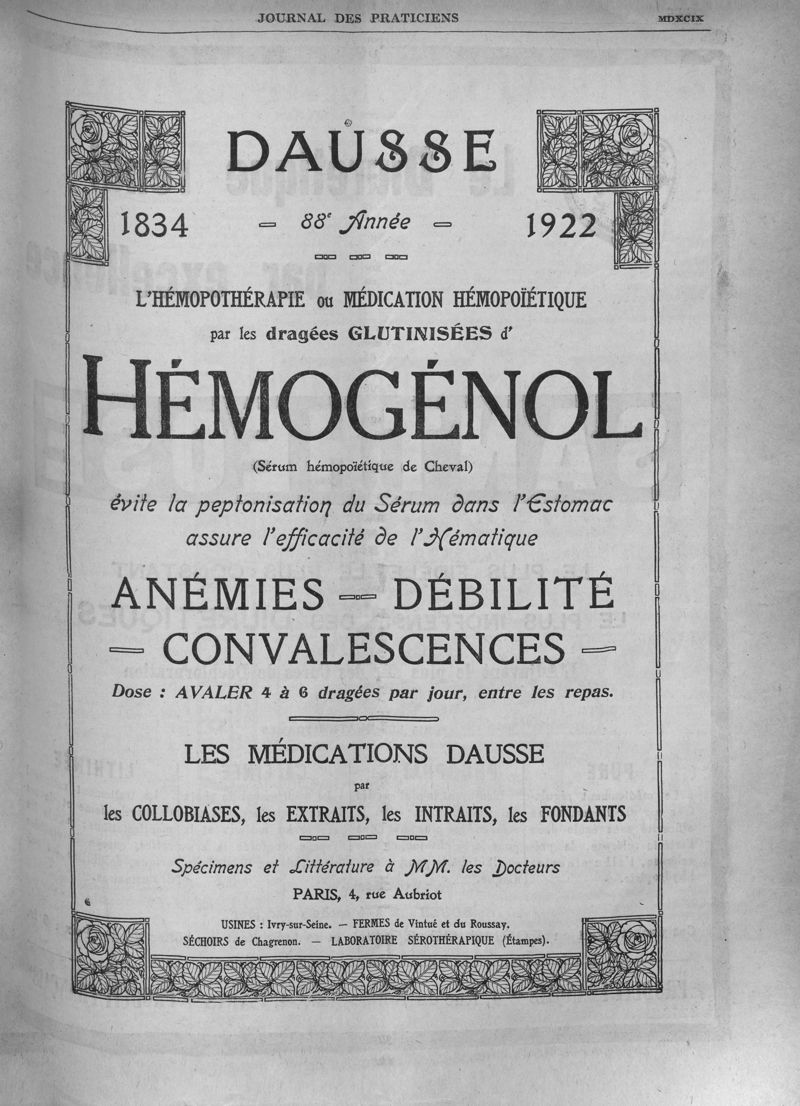 JOURNAL DES PRATICIENS MDXCIX
DAUSSE
1834 — 88e Année — 1922
L'HÉMOPOTHÉRAPIE ou MÉDICATION HÉMOPOÏÉTIQUE
par les dragées GLUTINISÉES d'
HÉMOGÉNOL
(Sérum hémopoïétique de Cheval)
évite la peptonisation du Sérum dans l'Estomac
assure l'efficacité de l'Hématique
ANÉMIES — DÉBILITÉ
— CONVALESCENCES —
Dose : AVALER 4 à 6 dragées par jour, entre les repas.
LES MÉDICATIONS DAUSSE
par
les COLLOBIASES, les EXTRAITS, les INTRAITS, les FONDANTS
Spécimens et Littérature à MM. les Docteurs
PARIS, 4, rue Aubriot
USINES : Ivry-sur-Seine. — FERMES de Vintué et du Roussay.
SÉCHOIRS de Chagrenon. — LABORATOIRE SÉROTHÉRAPIQUE (Étampes).